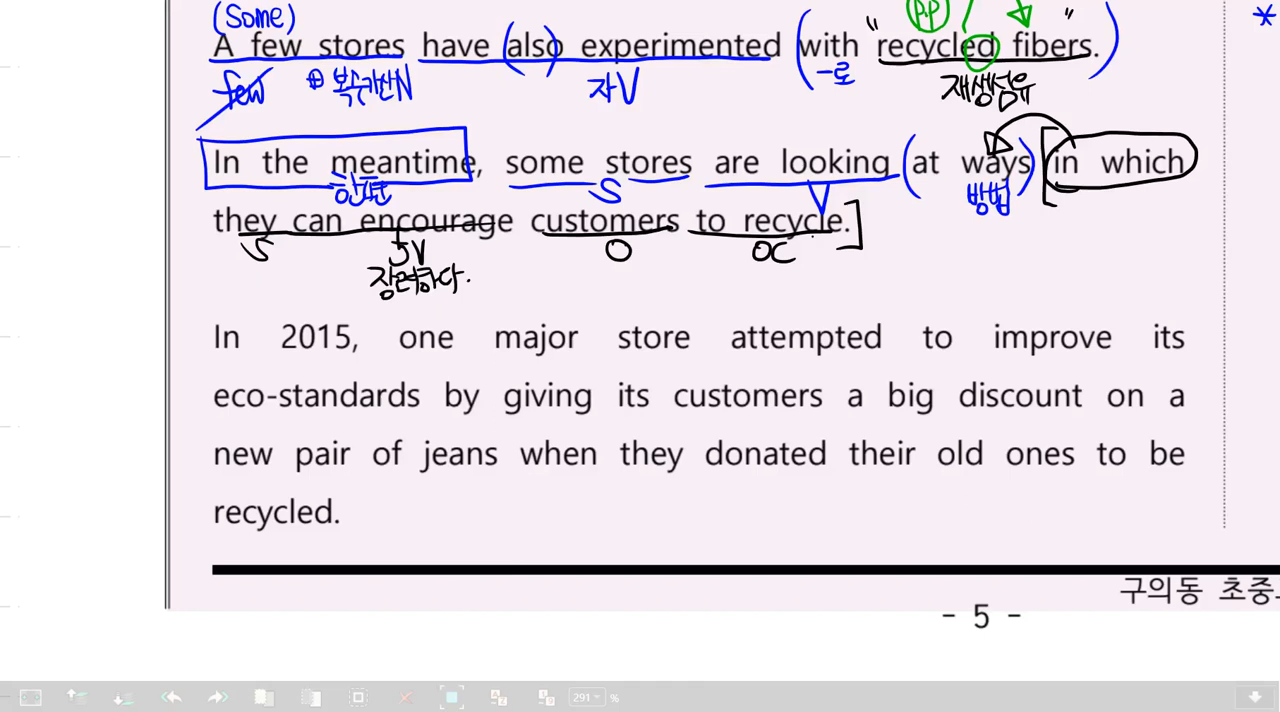 (Some) p.p
A few stores have (also) experimented (with "recycled fibers.")
few ⊕ 복수가산N 자V -로 재생섬유
In the meantime, some stores are looking (at ways) [in which
한편 S V 방법
they can encourage customers to recycle.]
S 5V O OC
장려하다.
In 2015, one major store attempted to improve its
eco-standards by giving its customers a big discount on a
new pair of jeans when they donated their old ones to be
recycled.
구의동 초중
- 5 -
291 %